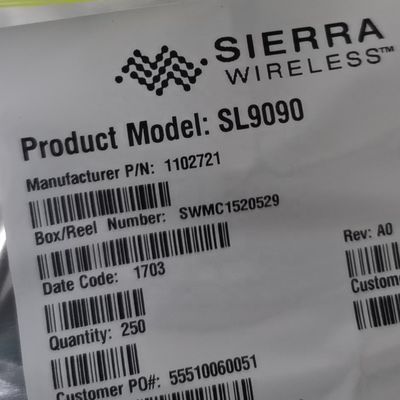 SIERRA
WIRELESS™
Product Model: SL9090
Manufacturer P/N: 1102721
Box/Reel Number: SWMC1520529
Rev: A0
Date Code: 1703
Custome
Quantity: 250
Customer PO#: 55510060051